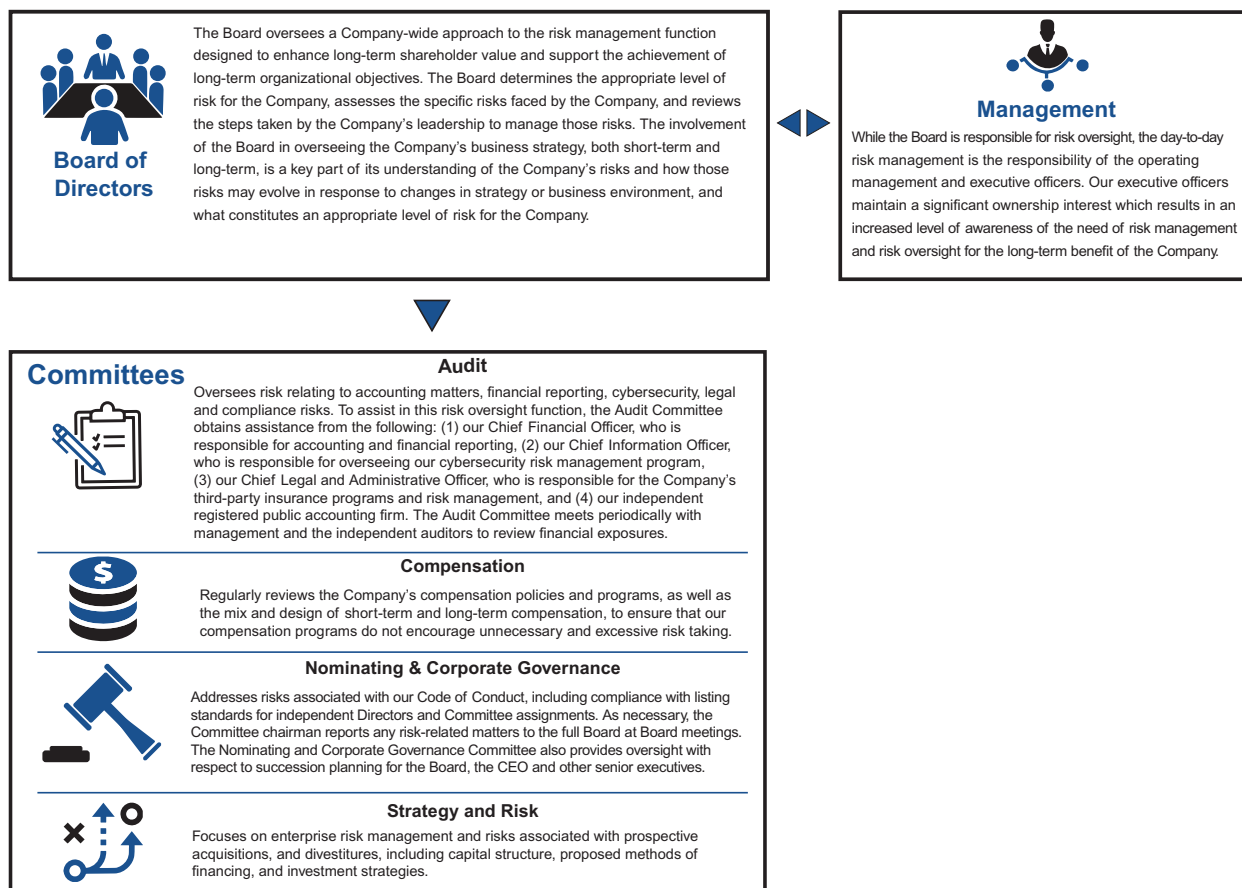 The Board oversees a Company-wide approach to the risk management function
designed to enhance long-term shareholder value and support the achievement of
long-term organizational objectives. The Board determines the appropriate level of
risk for the Company, assesses the specific risks faced by the Company, and reviews
the steps taken by the Company's leadership to manage those risks. The involvement
of the Board in overseeing the Company's business strategy, both short-term and
long-term, is a key part of its understanding of the Company's risks and how those
risks may evolve in response to changes in strategy or business environment, and
what constitutes an appropriate level of risk for the Company.
Board of
Directors
Management
While the Board is responsible for risk oversight, the day-to-day
risk management is the responsibility of the operating
management and executive officers. Our executive officers
maintain a significant ownership interest which results in an
increased level of awareness of the need of risk management
and risk oversight for the long-term benefit of the Company.
Committees
Audit
Oversees risk relating to accounting matters, financial reporting, cybersecurity, legal
and compliance risks. To assist in this risk oversight function, the Audit Committee
obtains assistance from the following: (1) our Chief Financial Officer, who is
responsible for accounting and financial reporting, (2) our Chief Information Officer,
who is responsible for overseeing our cybersecurity risk management program,
(3) our Chief Legal and Administrative Officer, who is responsible for the Company's
third-party insurance programs and risk management, and (4) our independent
registered public accounting firm. The Audit Committee meets periodically with
management and the independent auditors to review financial exposures.
$
Compensation
Regularly reviews the Company's compensation policies and programs, as well as
the mix and design of short-term and long-term compensation, to ensure that our
compensation programs do not encourage unnecessary and excessive risk taking.
Nominating & Corporate Governance
Addresses risks associated with our Code of Conduct, including compliance with listing
standards for independent Directors and Committee assignments. As necessary, the
Committee chairman reports any risk-related matters to the full Board at Board meetings.
The Nominating and Corporate Governance Committee also provides oversight with
respect to succession planning for the Board, the CEO and other senior executives.
Strategy and Risk
Focuses on enterprise risk management and risks associated with prospective
acquisitions, and divestitures, including capital structure, proposed methods of
financing, and investment strategies.